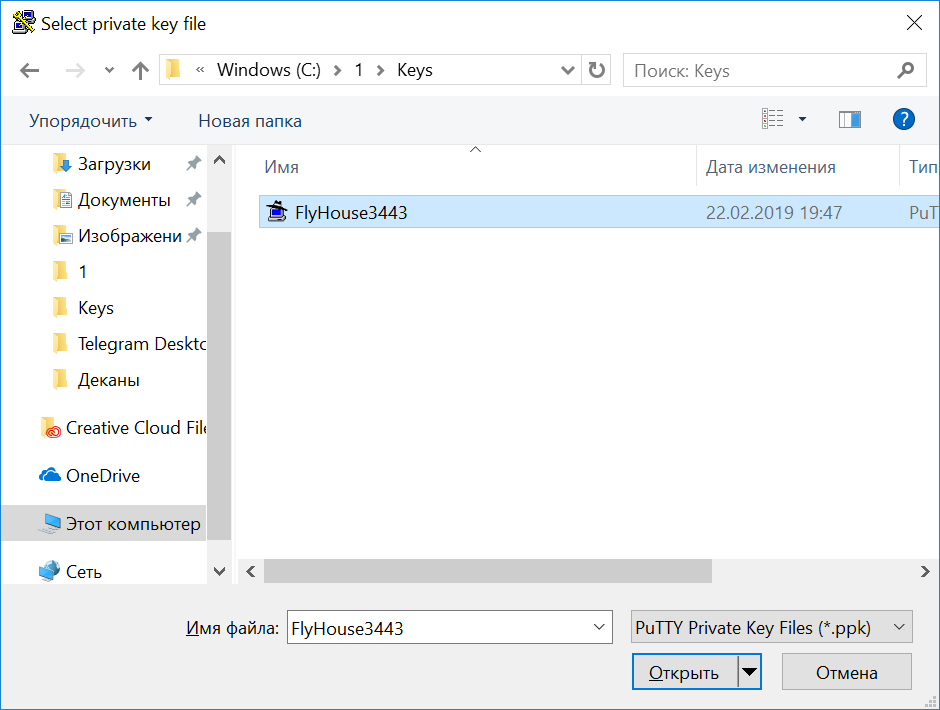 Select private key file
« Windows (C:) > 1 > Keys
Поиск: Keys
Упорядочить
Новая папка
?
Имя
Дата изменения
Тип
Загрузки
Документы
Изображени
1
Keys
Telegram Deskto
Деканы
Creative Cloud File
OneDrive
Этот компьютер
Сеть
FlyHouse3443
22.02.2019 19:47
PuT
Имя файла:
FlyHouse3443
PuTTY Private Key Files (*.ppk)
Открыть
Отмена